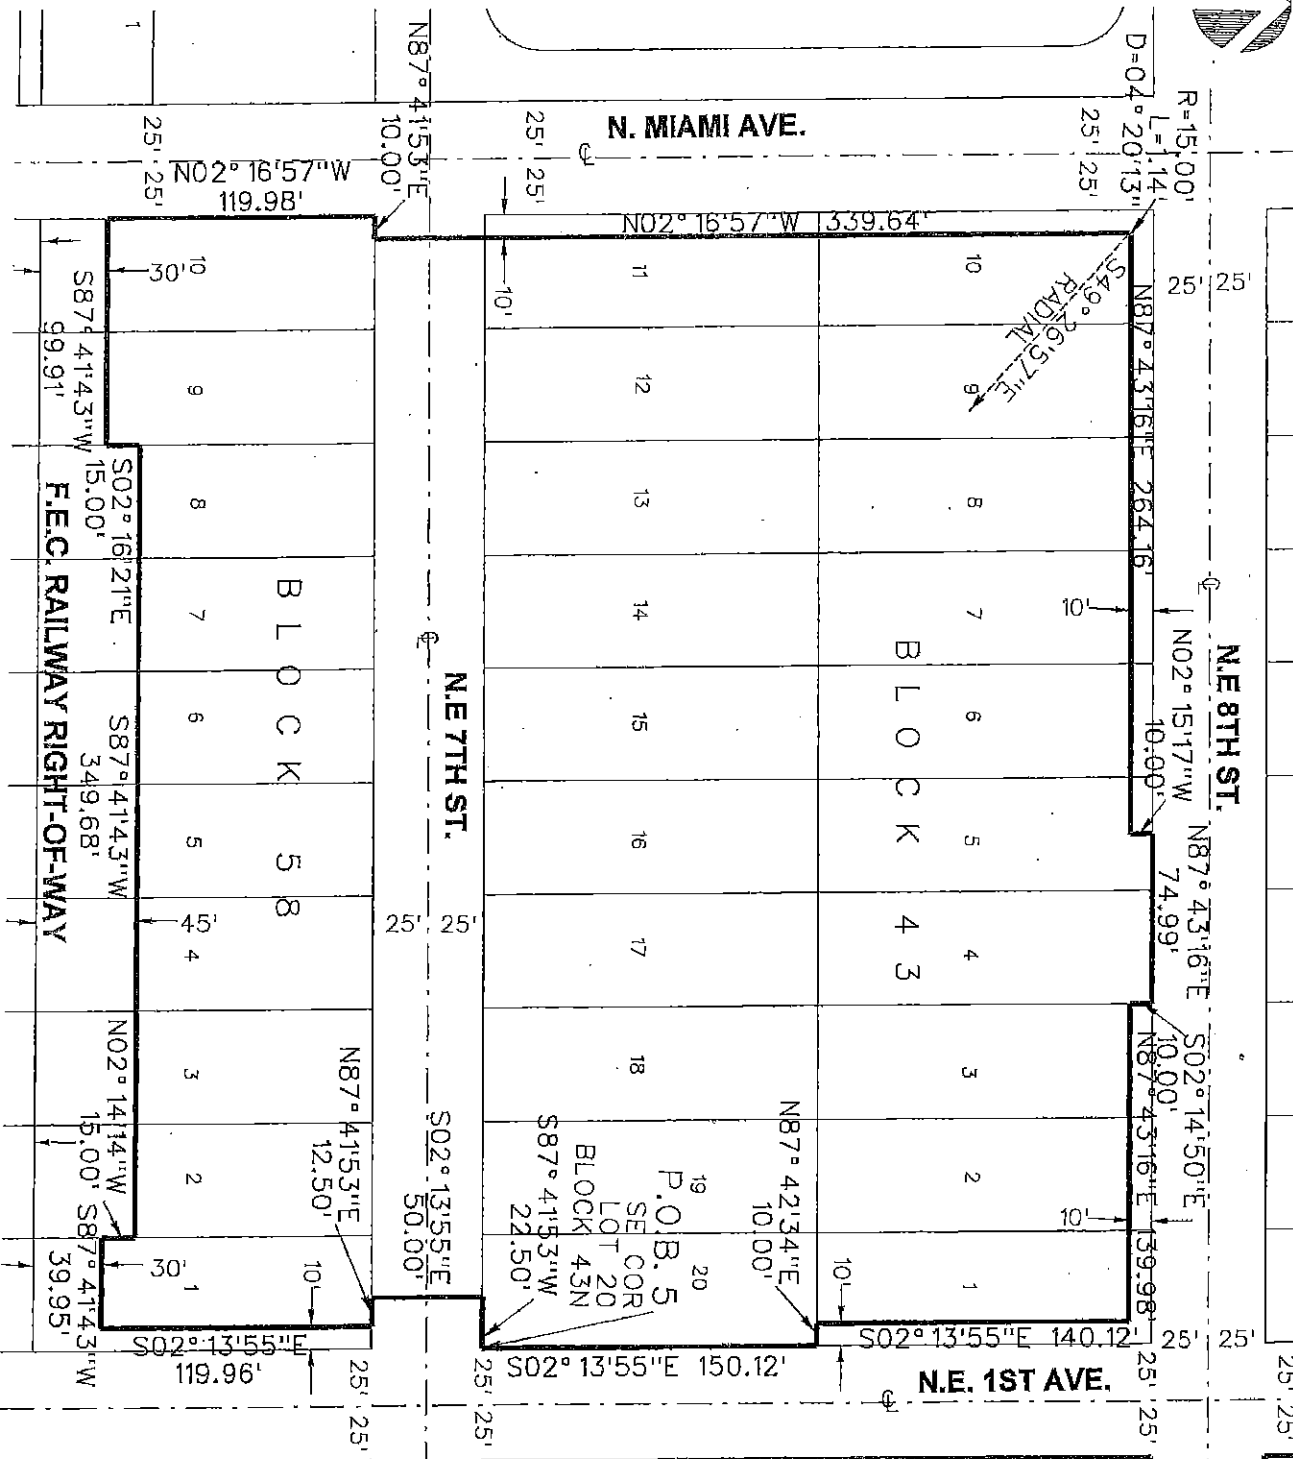 1
N87°41'53"E
10.00'
25' 25'
25' 25'
N. MIAMI AVE.
℄
25' 25'
D=04°20'13"
L=1.14'
R=15.00'
N02°16'57"W
119.98'
N02°16'57"W 339.64'
10'
S49°26'57"E
RADIAL
25' 25'
30'
10
9
8
7
6
5
4
3
2
1
S87°41'43"W
99.91'
S02°16'21"E
15.00'
F.E.C. RAILWAY RIGHT-OF-WAY
S87°41'43"W
349.68'
45'
N02°14'14"W
15.00'
S87°41'43"W
39.95'
30'
BLOCK 58
℄
N.E 7TH ST.
25' 25'
N87°41'53"E
12.50'
S02°13'55"E
50.00'
10'
S02°13'55"E
119.96'
25' 25'
11
12
13
14
15
16
17
18
19
20
P.O.B. 5
SE COR
LOT 20
BLOCK 43N
S87°41'53"W
22.50'
N87°42'34"E
10.00'
10'
S02°13'55"E 150.12'
25' 25'
10
9
8
7
6
5
4
3
2
1
BLOCK 43
N87°43'16"E 264.16'
10'
℄
N.E 8TH ST.
N02°15'17"W
10.00'
N87°43'16"E
74.99'
S02°14'50"E
10.00'
N87°43'16"E 139.98'
10'
S02°13'55"E 140.12'
25' 25'
N.E. 1ST AVE.
℄
25' 25'
25' 25'